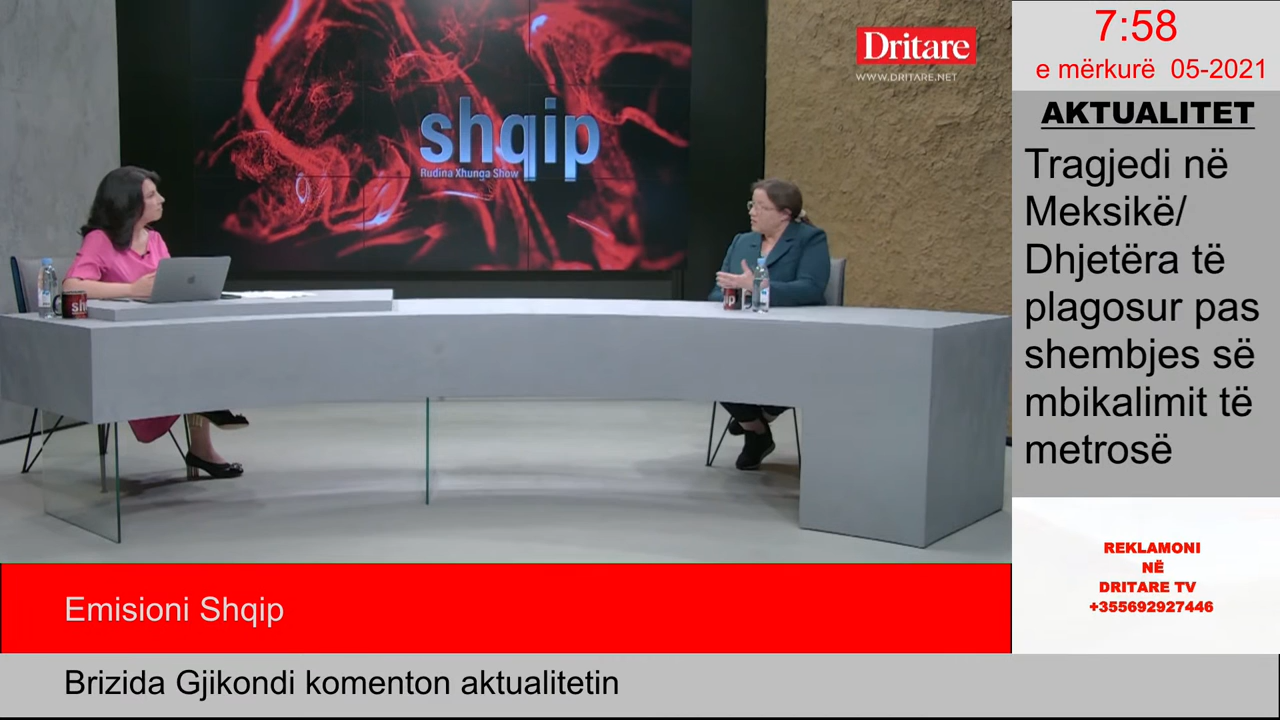 Dritare
WWW.DRITARE.NET
shqip
Rudina Xhunga Show
7:58
e mërkurë 05-2021
AKTUALITET
Tragjedi në
Meksikë/
Dhjetëra të
plagosur pas
shembjes së
mbikalimit të
metrosë
REKLAMONI
NË
DRITARE TV
+355692927446
Emisioni Shqip
Brizida Gjikondi komenton aktualitetin